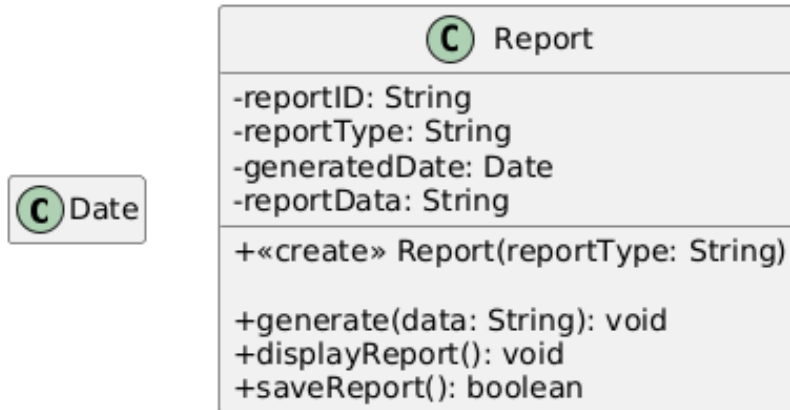 C Report
-reportID: String
-reportType: String
-generatedDate: Date
-reportData: String
C Date
+«create» Report(reportType: String)
+generate(data: String): void
+displayReport(): void
+saveReport(): boolean